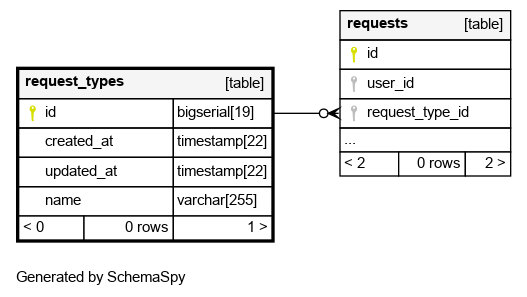 requests [table]
id
user_id
request_type_id
...
< 2 0 rows 2 >
request_types [table]
id bigserial[19]
created_at timestamp[22]
updated_at timestamp[22]
name varchar[255]
< 0 0 rows 1 >
Generated by SchemaSpy